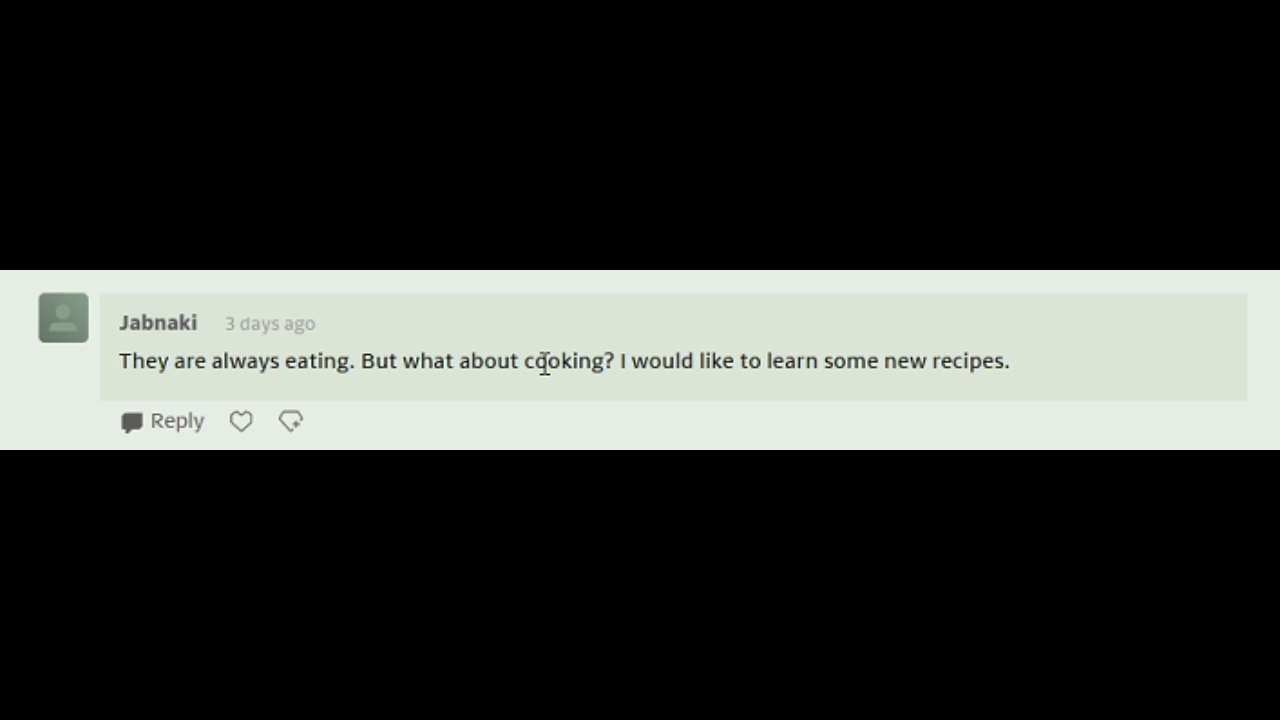 Jabnaki 3 days ago
They are always eating. But what about cooking? I would like to learn some new recipes.
Reply